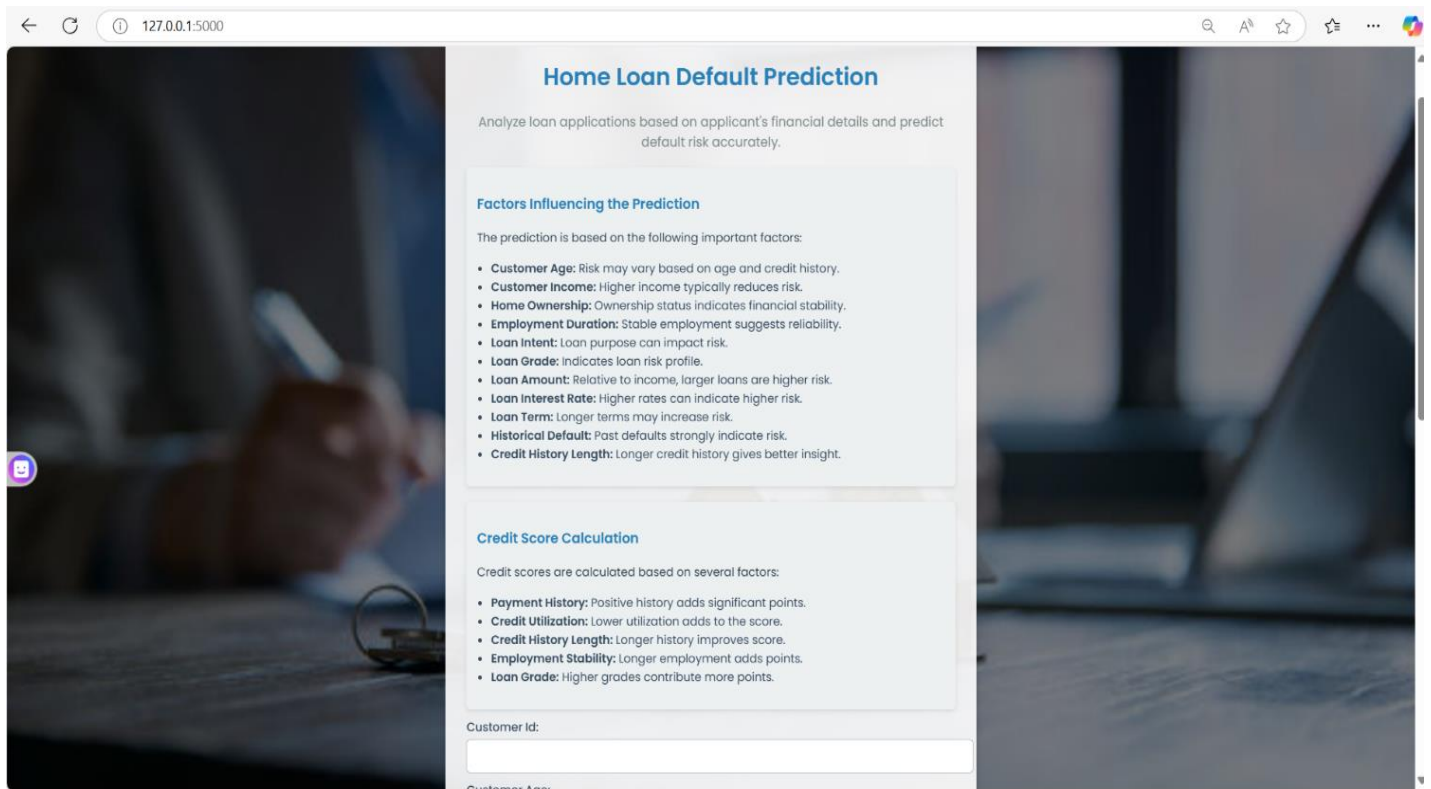 127.0.0.1:5000
Home Loan Default Prediction
Analyze loan applications based on applicant's financial details and predict
default risk accurately.
Factors Influencing the Prediction
The prediction is based on the following important factors:
• Customer Age: Risk may vary based on age and credit history.
• Customer Income: Higher income typically reduces risk.
• Home Ownership: Ownership status indicates financial stability.
• Employment Duration: Stable employment suggests reliability.
• Loan Intent: Loan purpose can impact risk.
• Loan Grade: Indicates loan risk profile.
• Loan Amount: Relative to income, larger loans are higher risk.
• Loan Interest Rate: Higher rates can indicate higher risk.
• Loan Term: Longer terms may increase risk.
• Historical Default: Past defaults strongly indicate risk.
• Credit History Length: Longer credit history gives better insight.
Credit Score Calculation
Credit scores are calculated based on several factors:
• Payment History: Positive history adds significant points.
• Credit Utilization: Lower utilization adds to the score.
• Credit History Length: Longer history improves score.
• Employment Stability: Longer employment adds points.
• Loan Grade: Higher grades contribute more points.
Customer Id:
Customer Age: